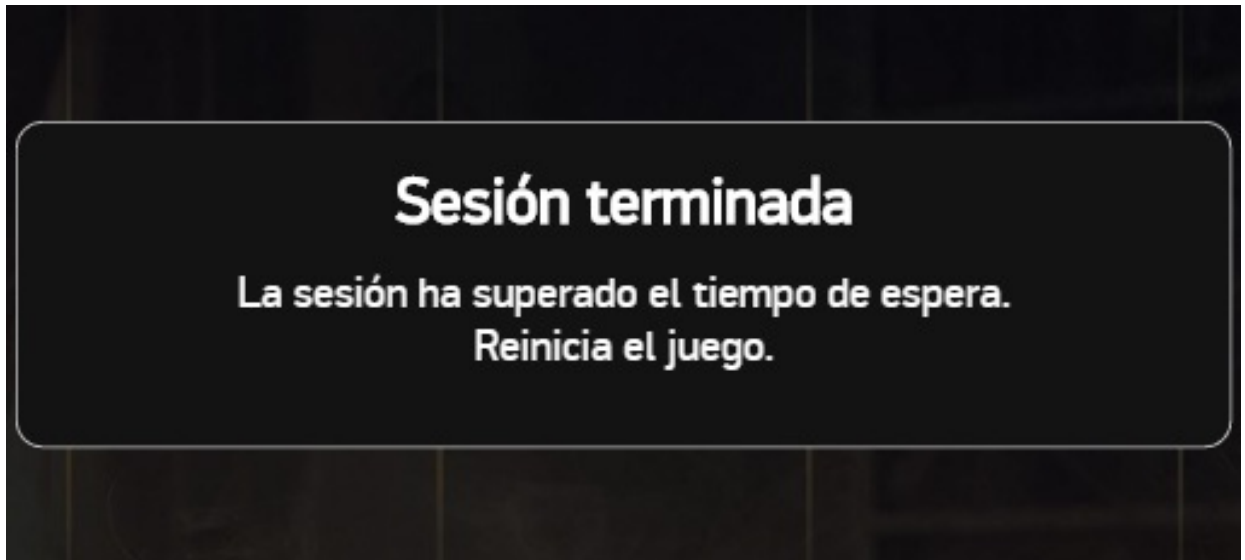 Sesión terminada
La sesión ha superado el tiempo de espera.
Reinicia el juego.